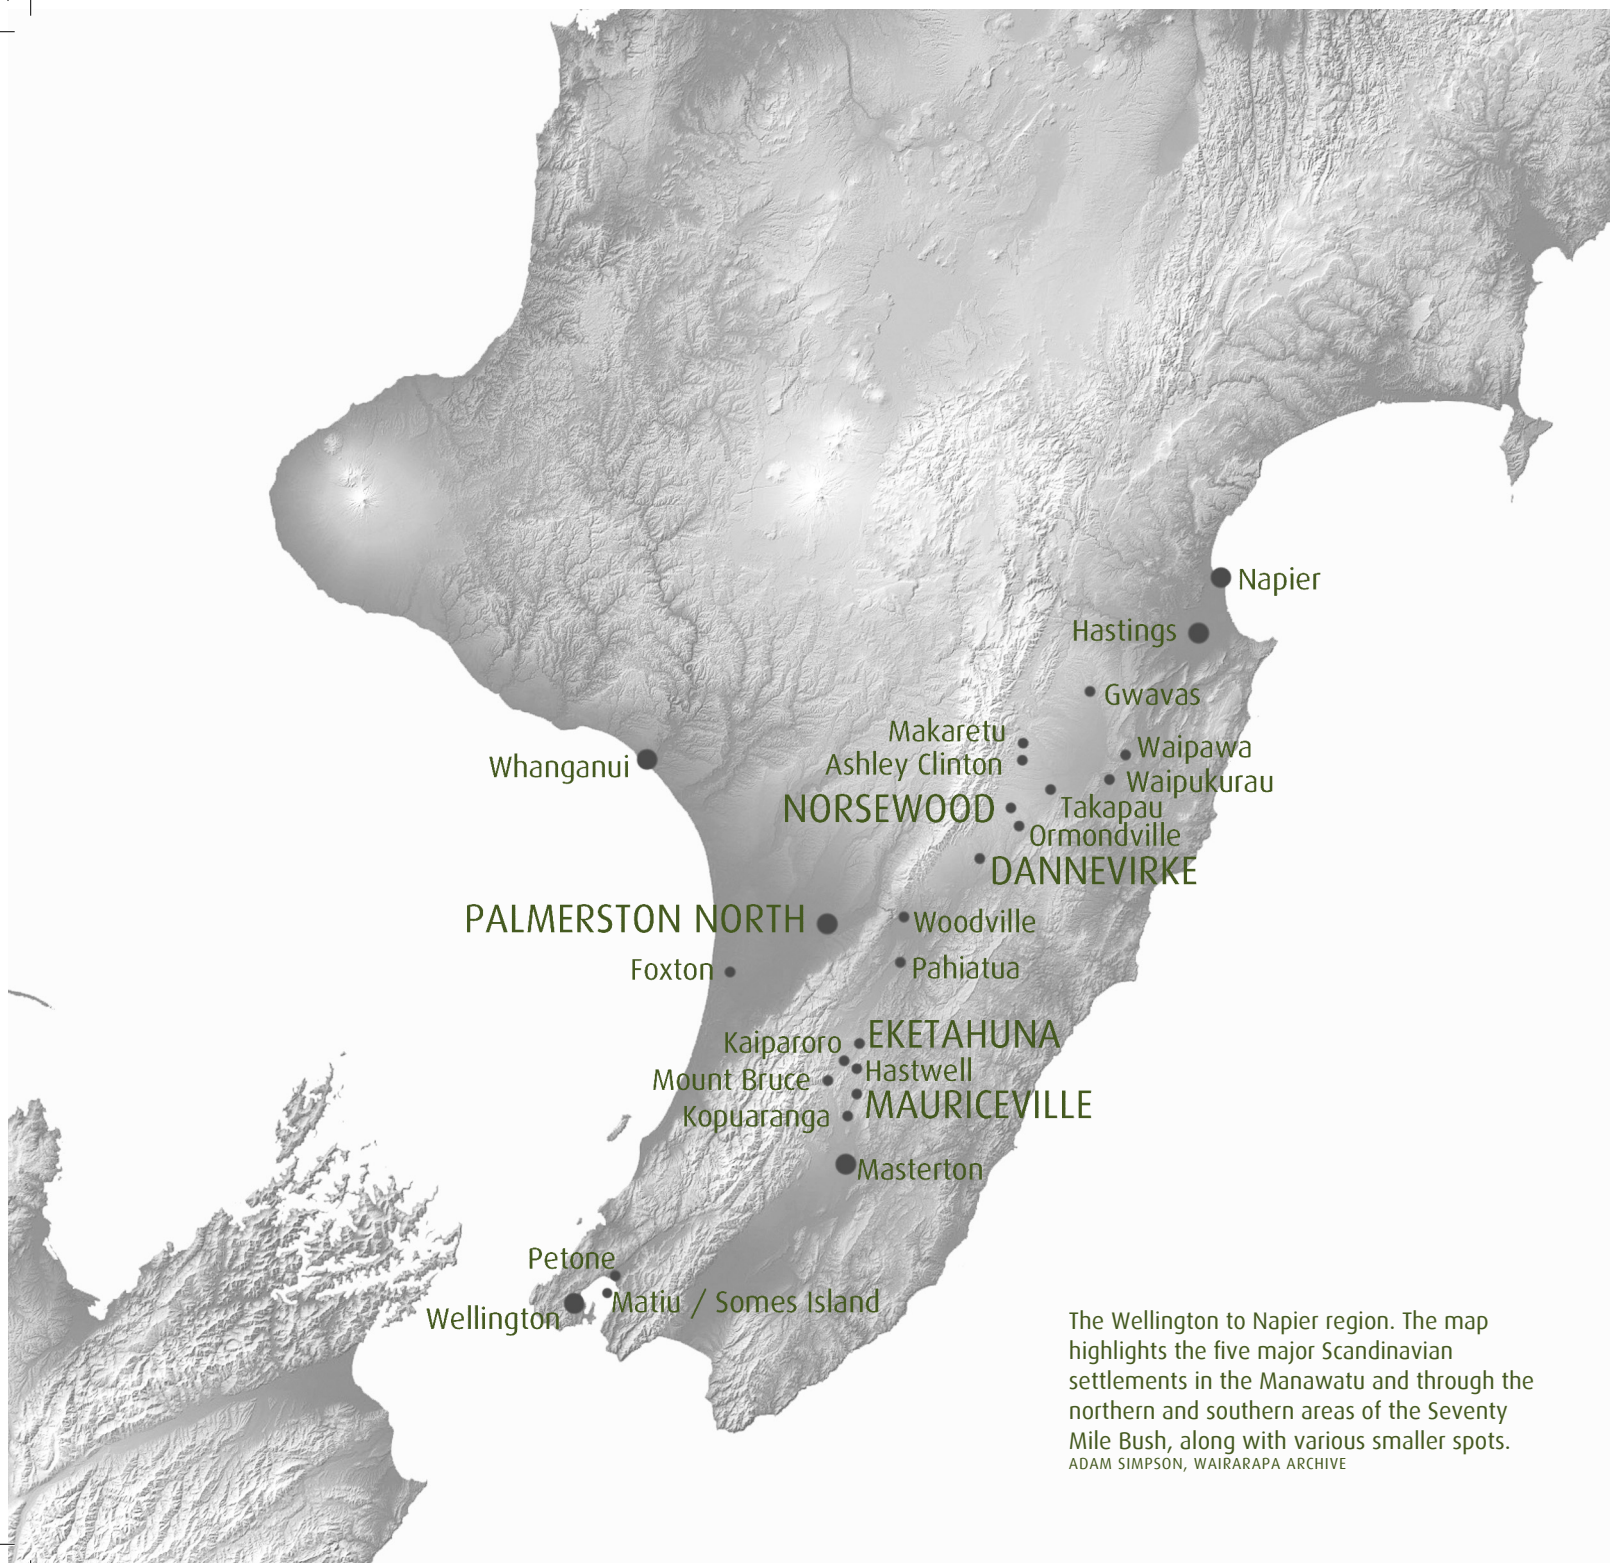 Napier
Hastings
Gwavas
Makaretu
Waipawa
Ashley Clinton
Whanganui
Waipukurau
NORSEWOOD
Takapau
Ormondville
DANNEVIRKE
PALMERSTON NORTH
Woodville
Foxton
Pahiatua
EKETAHUNA
Kaiparoro
Hastwell
Mount Bruce
MAURICEVILLE
Kopuaranga
Masterton
Petone
Matiu / Somes Island
Wellington
The Wellington to Napier region. The map
highlights the five major Scandinavian
settlements in the Manawatu and through the
northern and southern areas of the Seventy
Mile Bush, along with various smaller spots.
ADAM SIMPSON, WAIRARAPA ARCHIVE